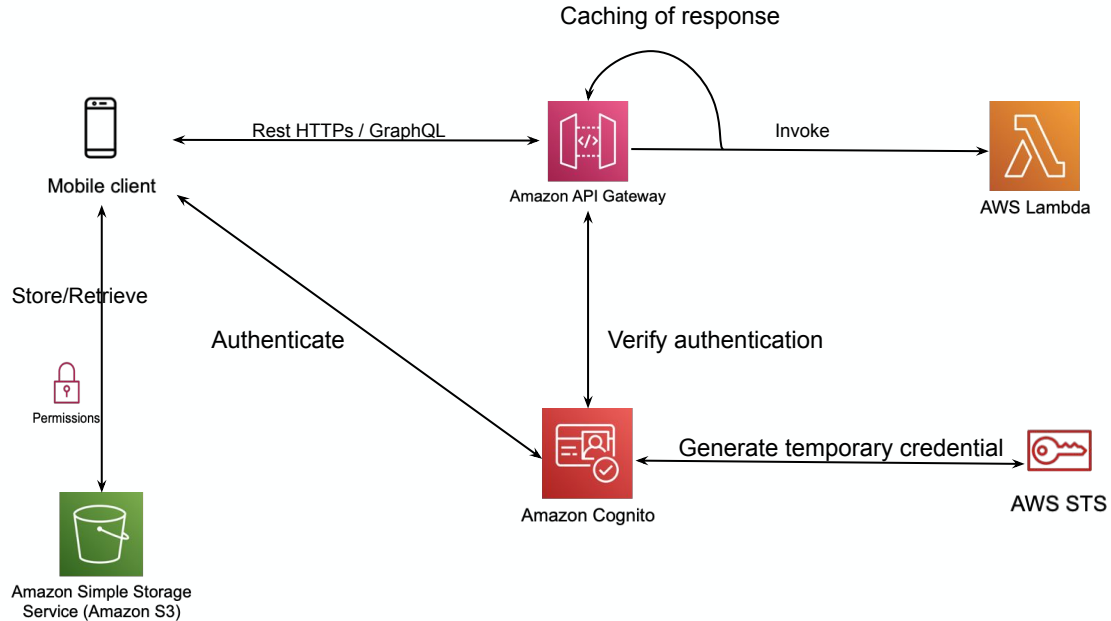 Caching of response
Rest HTTPs / GraphQL
Invoke
Mobile client
Amazon API Gateway
AWS Lambda
Store/Retrieve
Authenticate
Verify authentication
Permissions
Generate temporary credential
AWS STS
Amazon Cognito
Amazon Simple Storage
Service (Amazon S3)